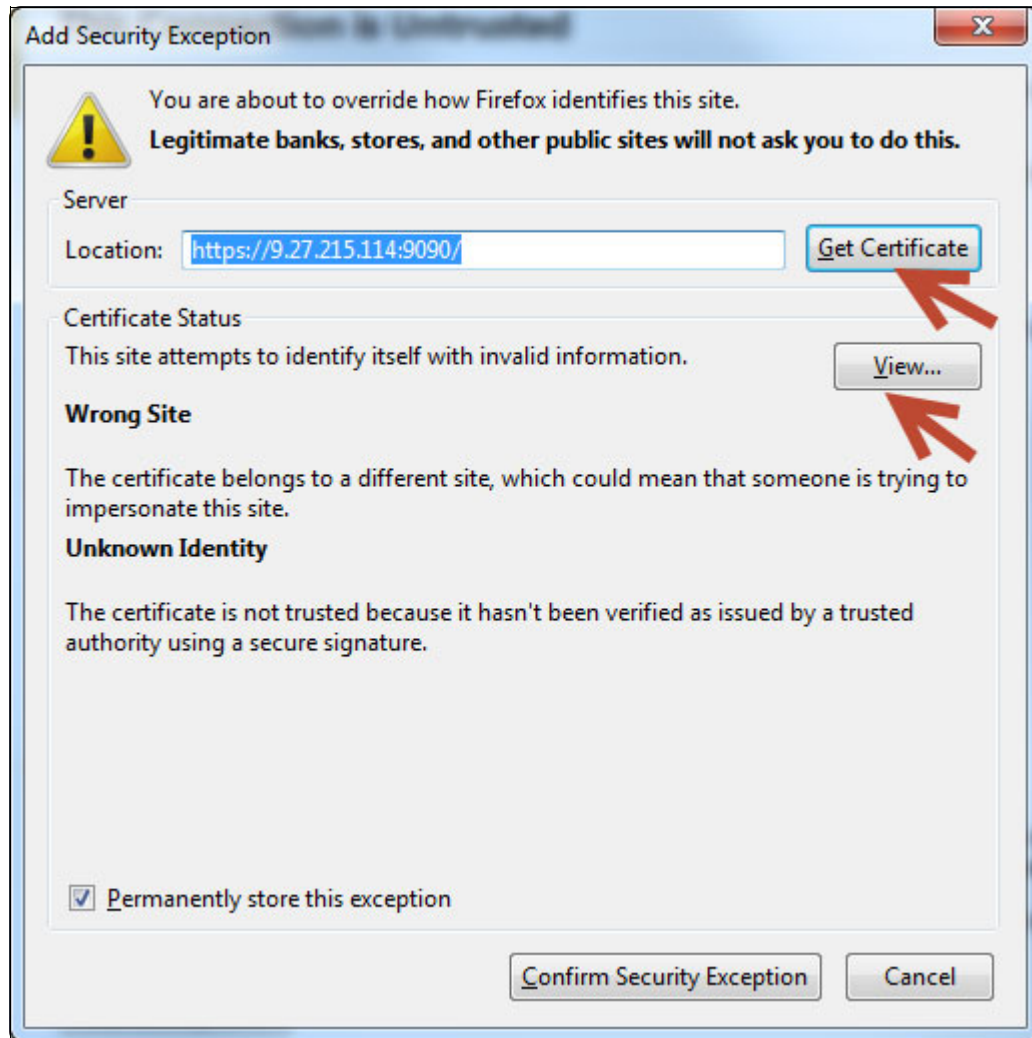 tion is Untrusted
Add Security Exception
You are about to override how Firefox identifies this site.
Legitimate banks, stores, and other public sites will not ask you to do this.
Server
Location: https://9.27.215.114:9090/ Get Certificate
Certificate Status
This site attempts to identify itself with invalid information.
View...
Wrong Site
The certificate belongs to a different site, which could mean that someone is trying to
impersonate this site.
Unknown Identity
The certificate is not trusted because it hasn't been verified as issued by a trusted
authority using a secure signature.
Permanently store this exception
Confirm Security Exception Cancel